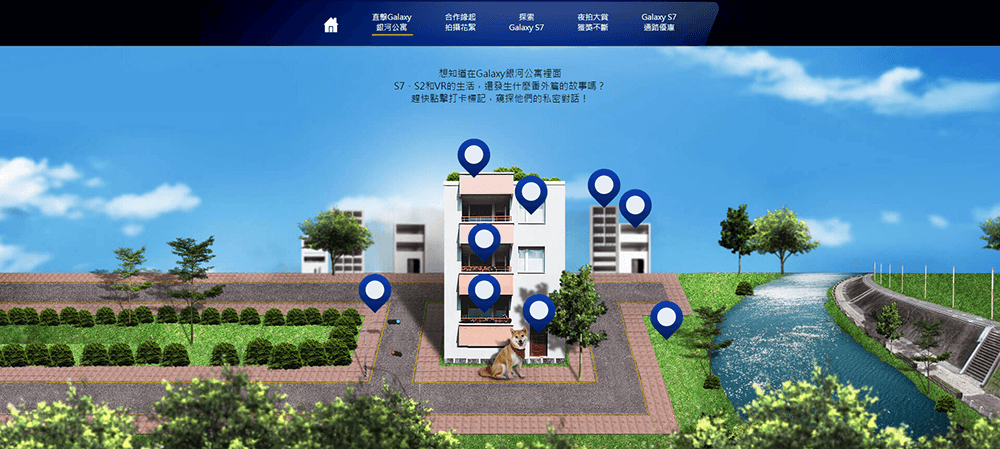 直擊Galaxy
銀河公寓
合作緣起
拍攝花絮
探索
Galaxy S7
夜拍大賞
獲獎不斷
Galaxy S7
通路優惠
想知道在Galaxy銀河公寓裡面
S7、S2和VR的生活，還發生什麼番外篇的故事嗎？
趕快點擊打卡標記，窺探他們的私密對話！